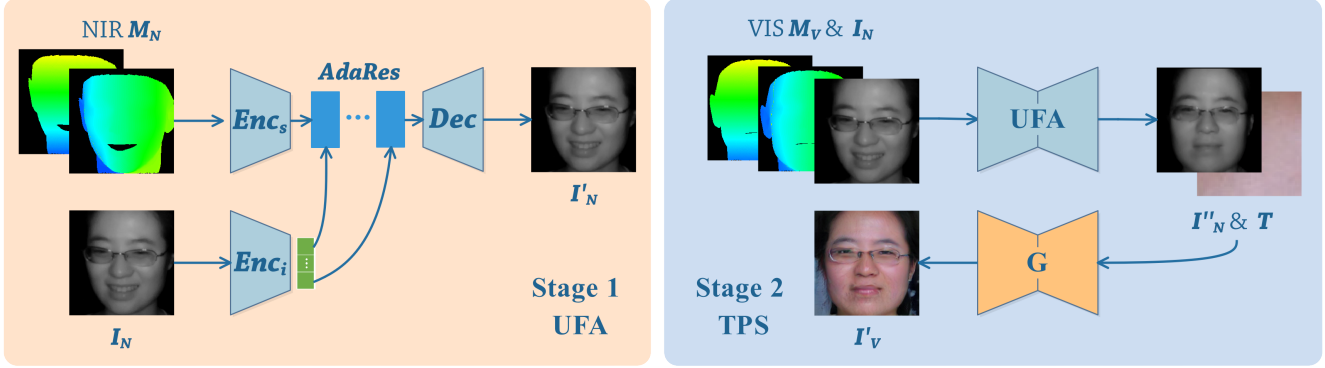 NIR M_N
AdaRes
Enc_s
...
Dec
I'_N
Enc_i
...
I_N
Stage 1
UFA
VIS M_V & I_N
UFA
I''_N & T
G
I'_V
Stage 2
TPS